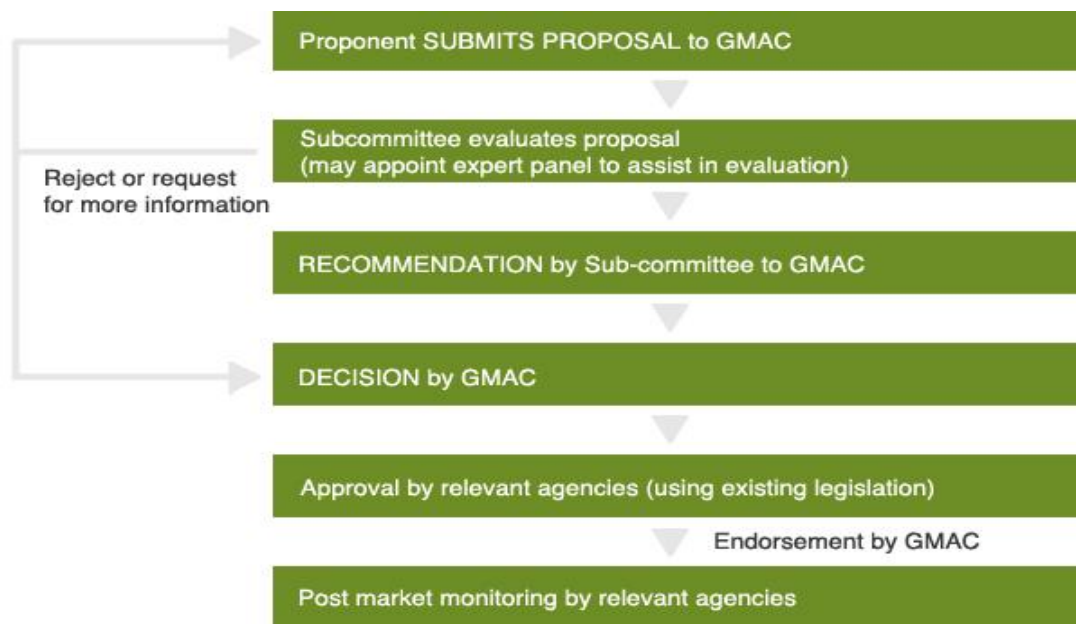 Proponent SUBMITS PROPOSAL to GMAC
Subcommittee evaluates proposal
(may appoint expert panel to assist in evaluation)
Reject or request
for more information
RECOMMENDATION by Sub-committee to GMAC
DECISION by GMAC
Approval by relevant agencies (using existing legislation)
Endorsement by GMAC
Post market monitoring by relevant agencies